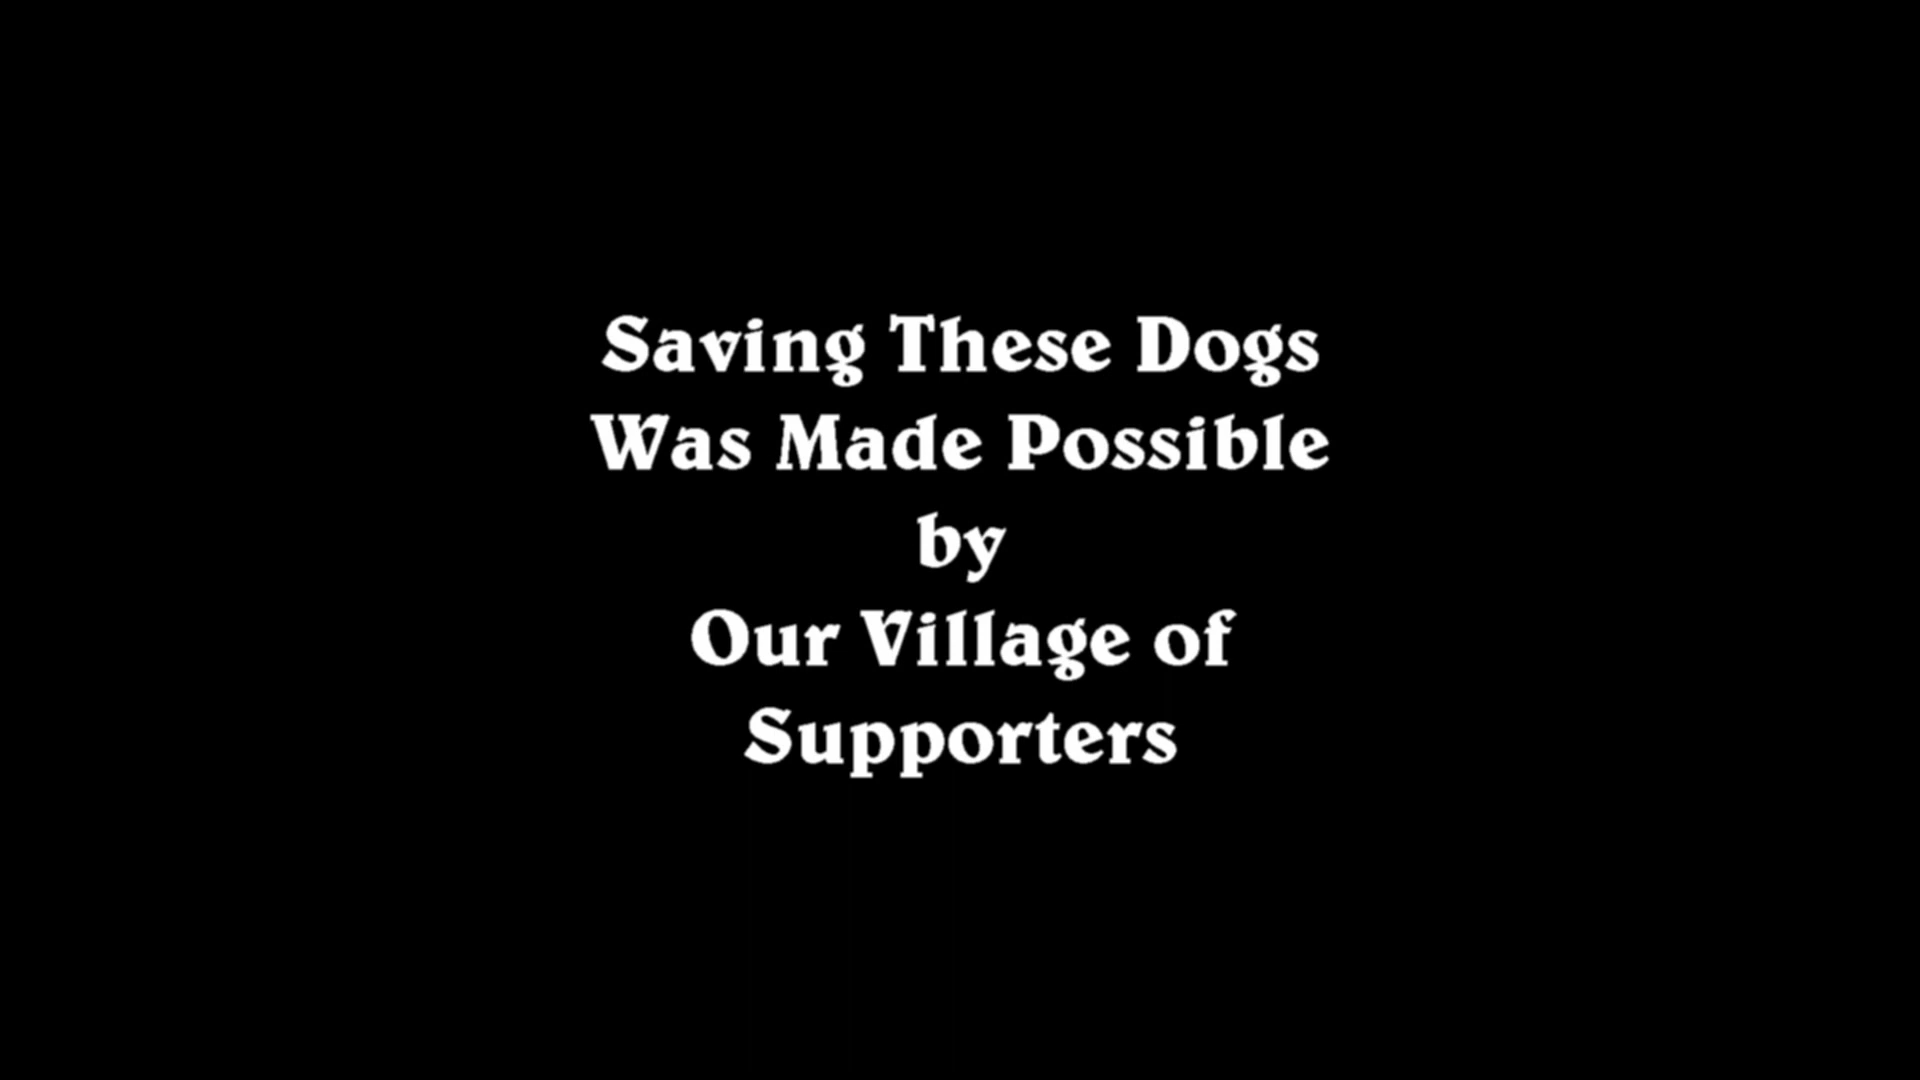 Saving These Dogs
Was Made Possible
by
Our Village of
Supporters